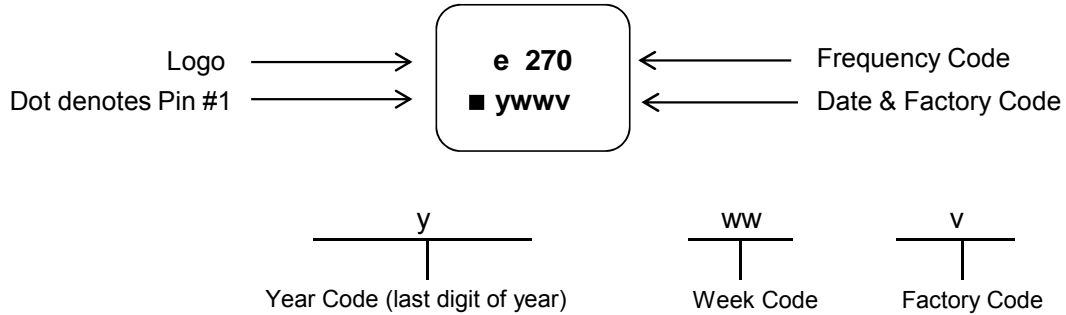 Logo e 270 Frequency Code
Dot denotes Pin #1 ■ ywwv Date & Factory Code
y ww v
Year Code (last digit of year) Week Code Factory Code